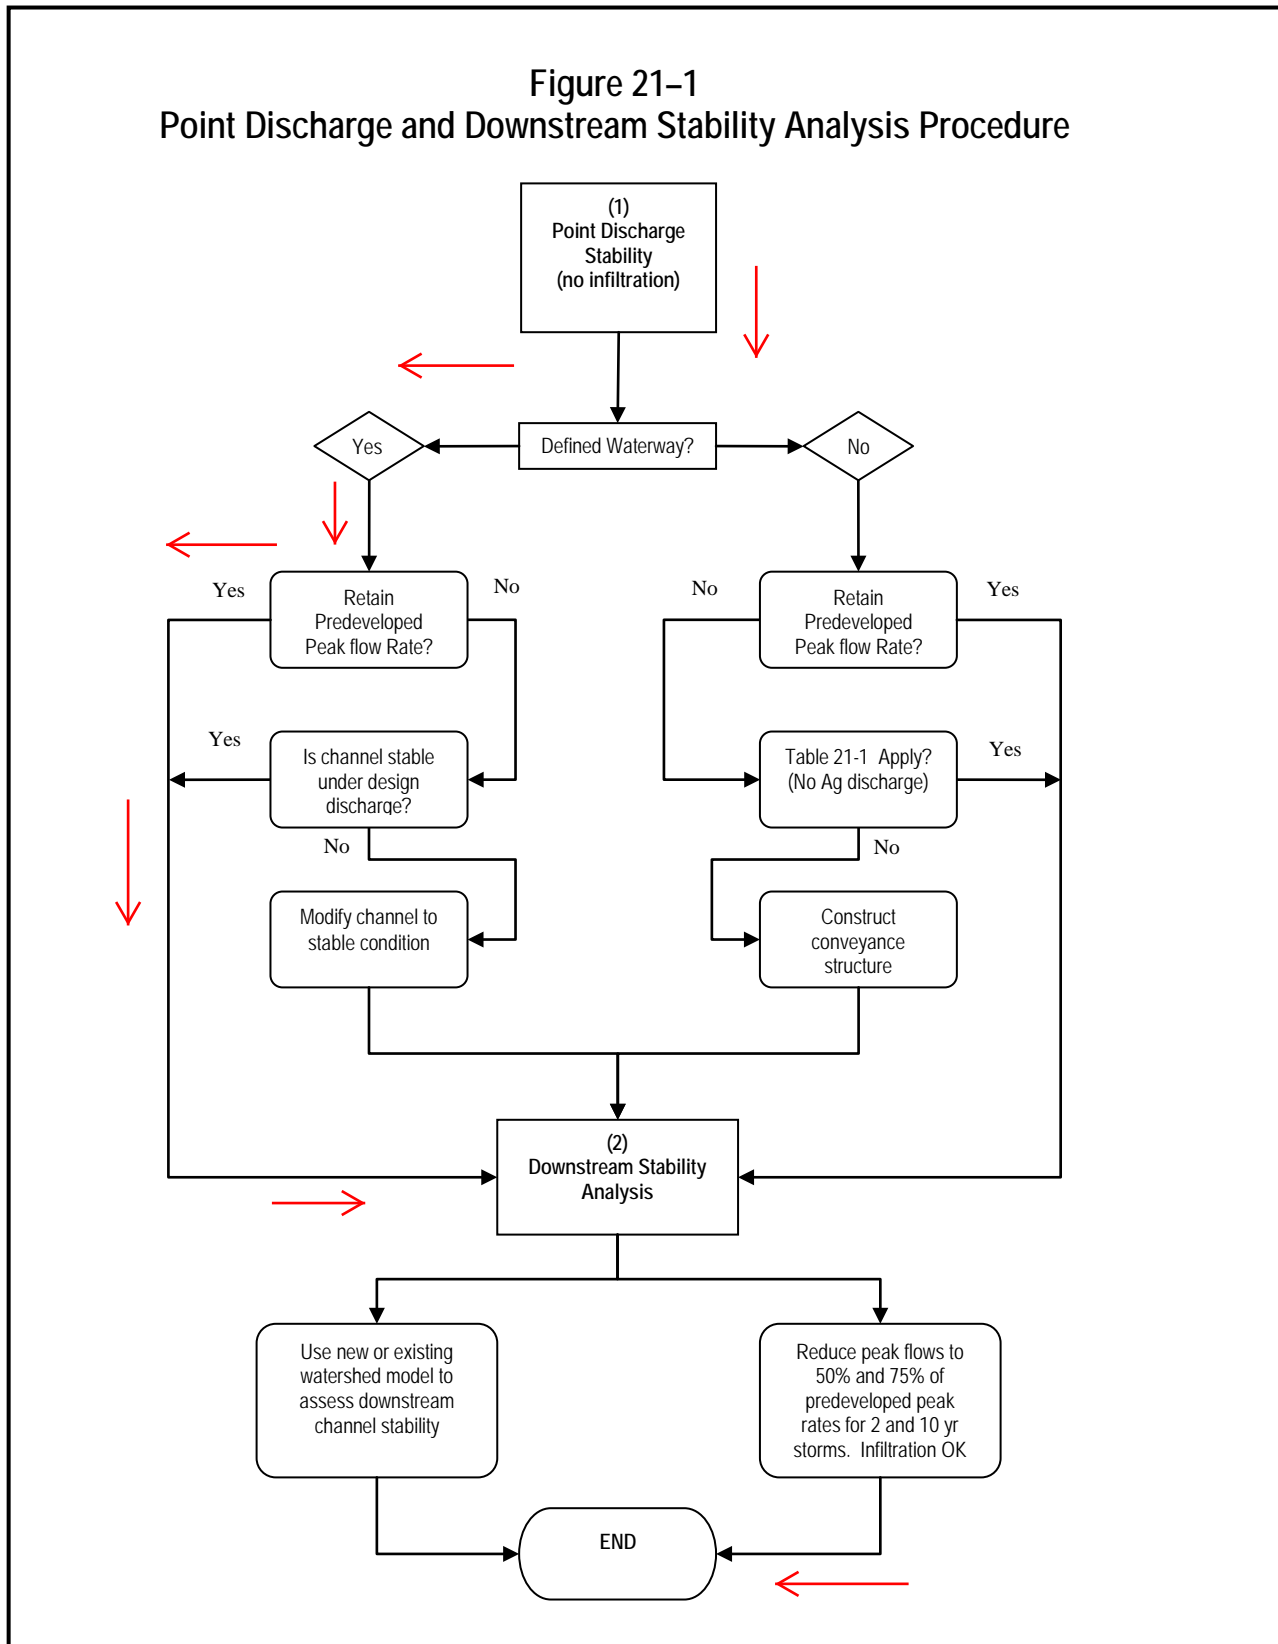 Figure 21–1
Point Discharge and Downstream Stability Analysis Procedure
(1)
Point Discharge
Stability
(no infiltration)
Yes
Defined Waterway?
No
Yes
Retain
Predeveloped
Peak flow Rate?
No
No
Retain
Predeveloped
Peak flow Rate?
Yes
Yes
Is channel stable
under design
discharge?
No
Table 21-1 Apply?
(No Ag discharge)
Yes
No
Modify channel to
stable condition
Construct
conveyance
structure
(2)
Downstream Stability
Analysis
Use new or existing
watershed model to
assess downstream
channel stability
Reduce peak flows to
50% and 75% of
predeveloped peak
rates for 2 and 10 yr
storms. Infiltration OK
END